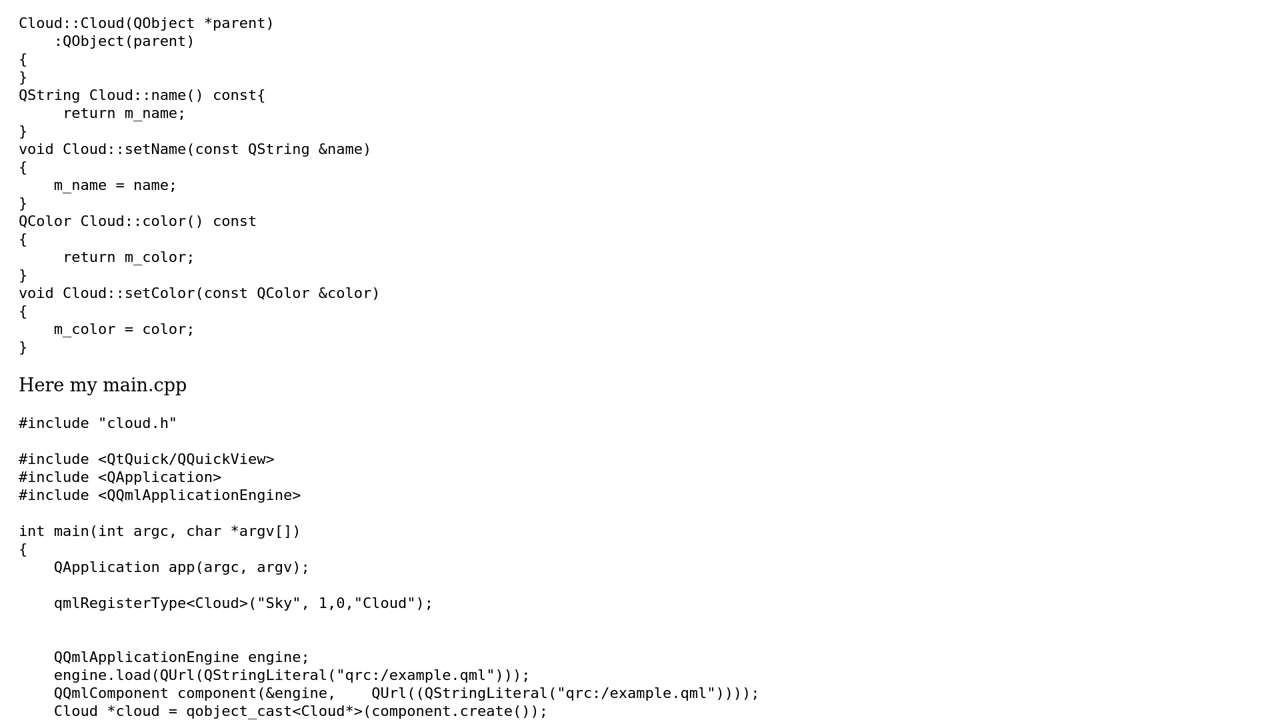 Cloud::Cloud(QObject *parent)
    :QObject(parent)
{
}
QString Cloud::name() const{
     return m_name;
}
void Cloud::setName(const QString &name)
{
    m_name = name;
}
QColor Cloud::color() const
{
     return m_color;
}
void Cloud::setColor(const QColor &color)
{
    m_color = color;
}
Here my main.cpp
#include "cloud.h"
#include <QtQuick/QQuickView>
#include <QApplication>
#include <QQmlApplicationEngine>
int main(int argc, char *argv[])
{
    QApplication app(argc, argv);
    qmlRegisterType<Cloud>("Sky", 1,0,"Cloud");
    QQmlApplicationEngine engine;
    engine.load(QUrl(QStringLiteral("qrc:/example.qml")));
    QQmlComponent component(&engine,    QUrl((QStringLiteral("qrc:/example.qml"))));
    Cloud *cloud = qobject_cast<Cloud*>(component.create());